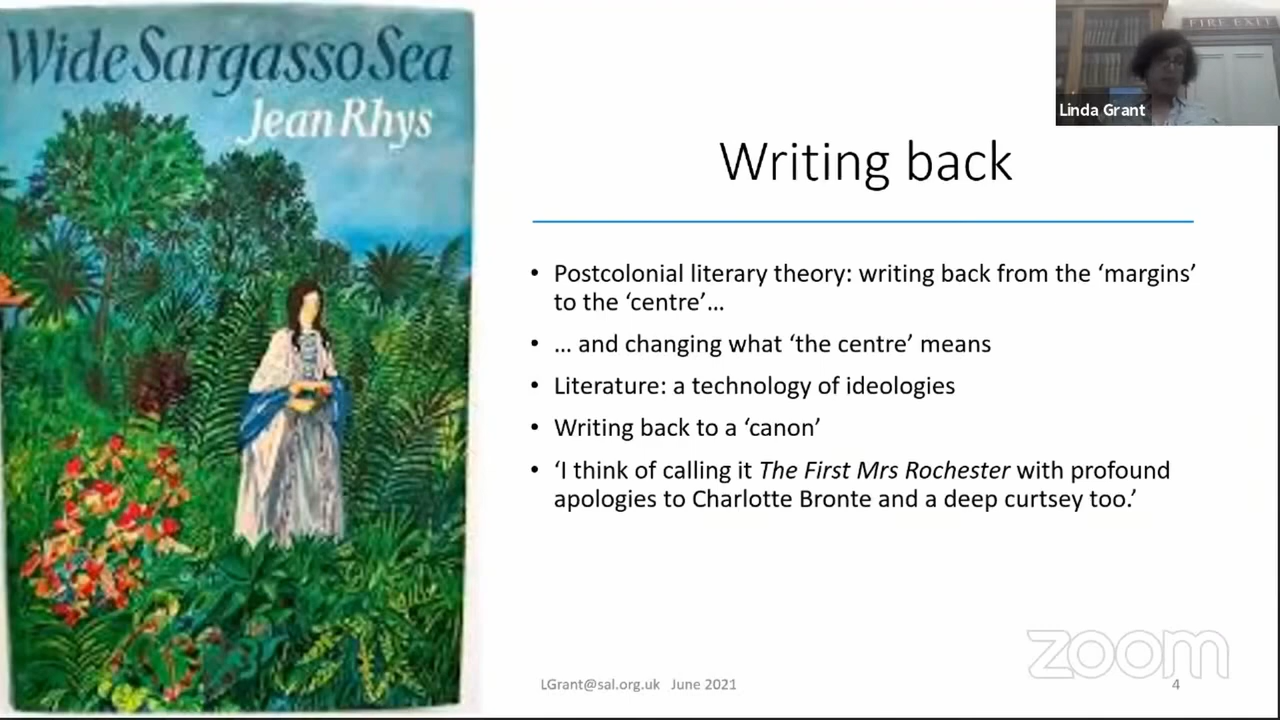 Wide Sargasso Sea
Jean Rhys
FIRE EXIT
Linda Grant
Writing back
• Postcolonial literary theory: writing back from the ‘margins’
to the ‘centre’...
• ... and changing what ‘the centre’ means
• Literature: a technology of ideologies
• Writing back to a ‘canon’
• ‘I think of calling it The First Mrs Rochester with profound
apologies to Charlotte Bronte and a deep curtsey too.’
zoom
LGrant@sal.org.uk June 2021
4